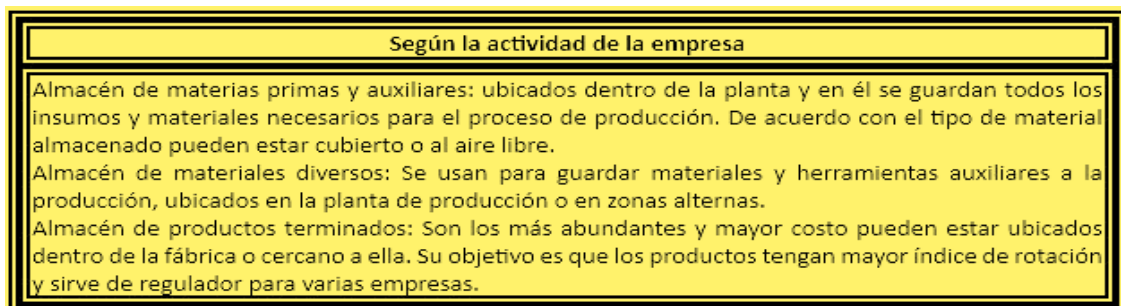 Según la actividad de la empresa
Almacén de materias primas y auxiliares: ubicados dentro de la planta y en él se guardan todos los
insumos y materiales necesarios para el proceso de producción. De acuerdo con el tipo de material
almacenado pueden estar cubierto o al aire libre.
Almacén de materiales diversos: Se usan para guardar materiales y herramientas auxiliares a la
producción, ubicados en la planta de producción o en zonas alternas.
Almacén de productos terminados: Son los más abundantes y mayor costo pueden estar ubicados
dentro de la fábrica o cercano a ella. Su objetivo es que los productos tengan mayor índice de rotación
y sirve de regulador para varias empresas.